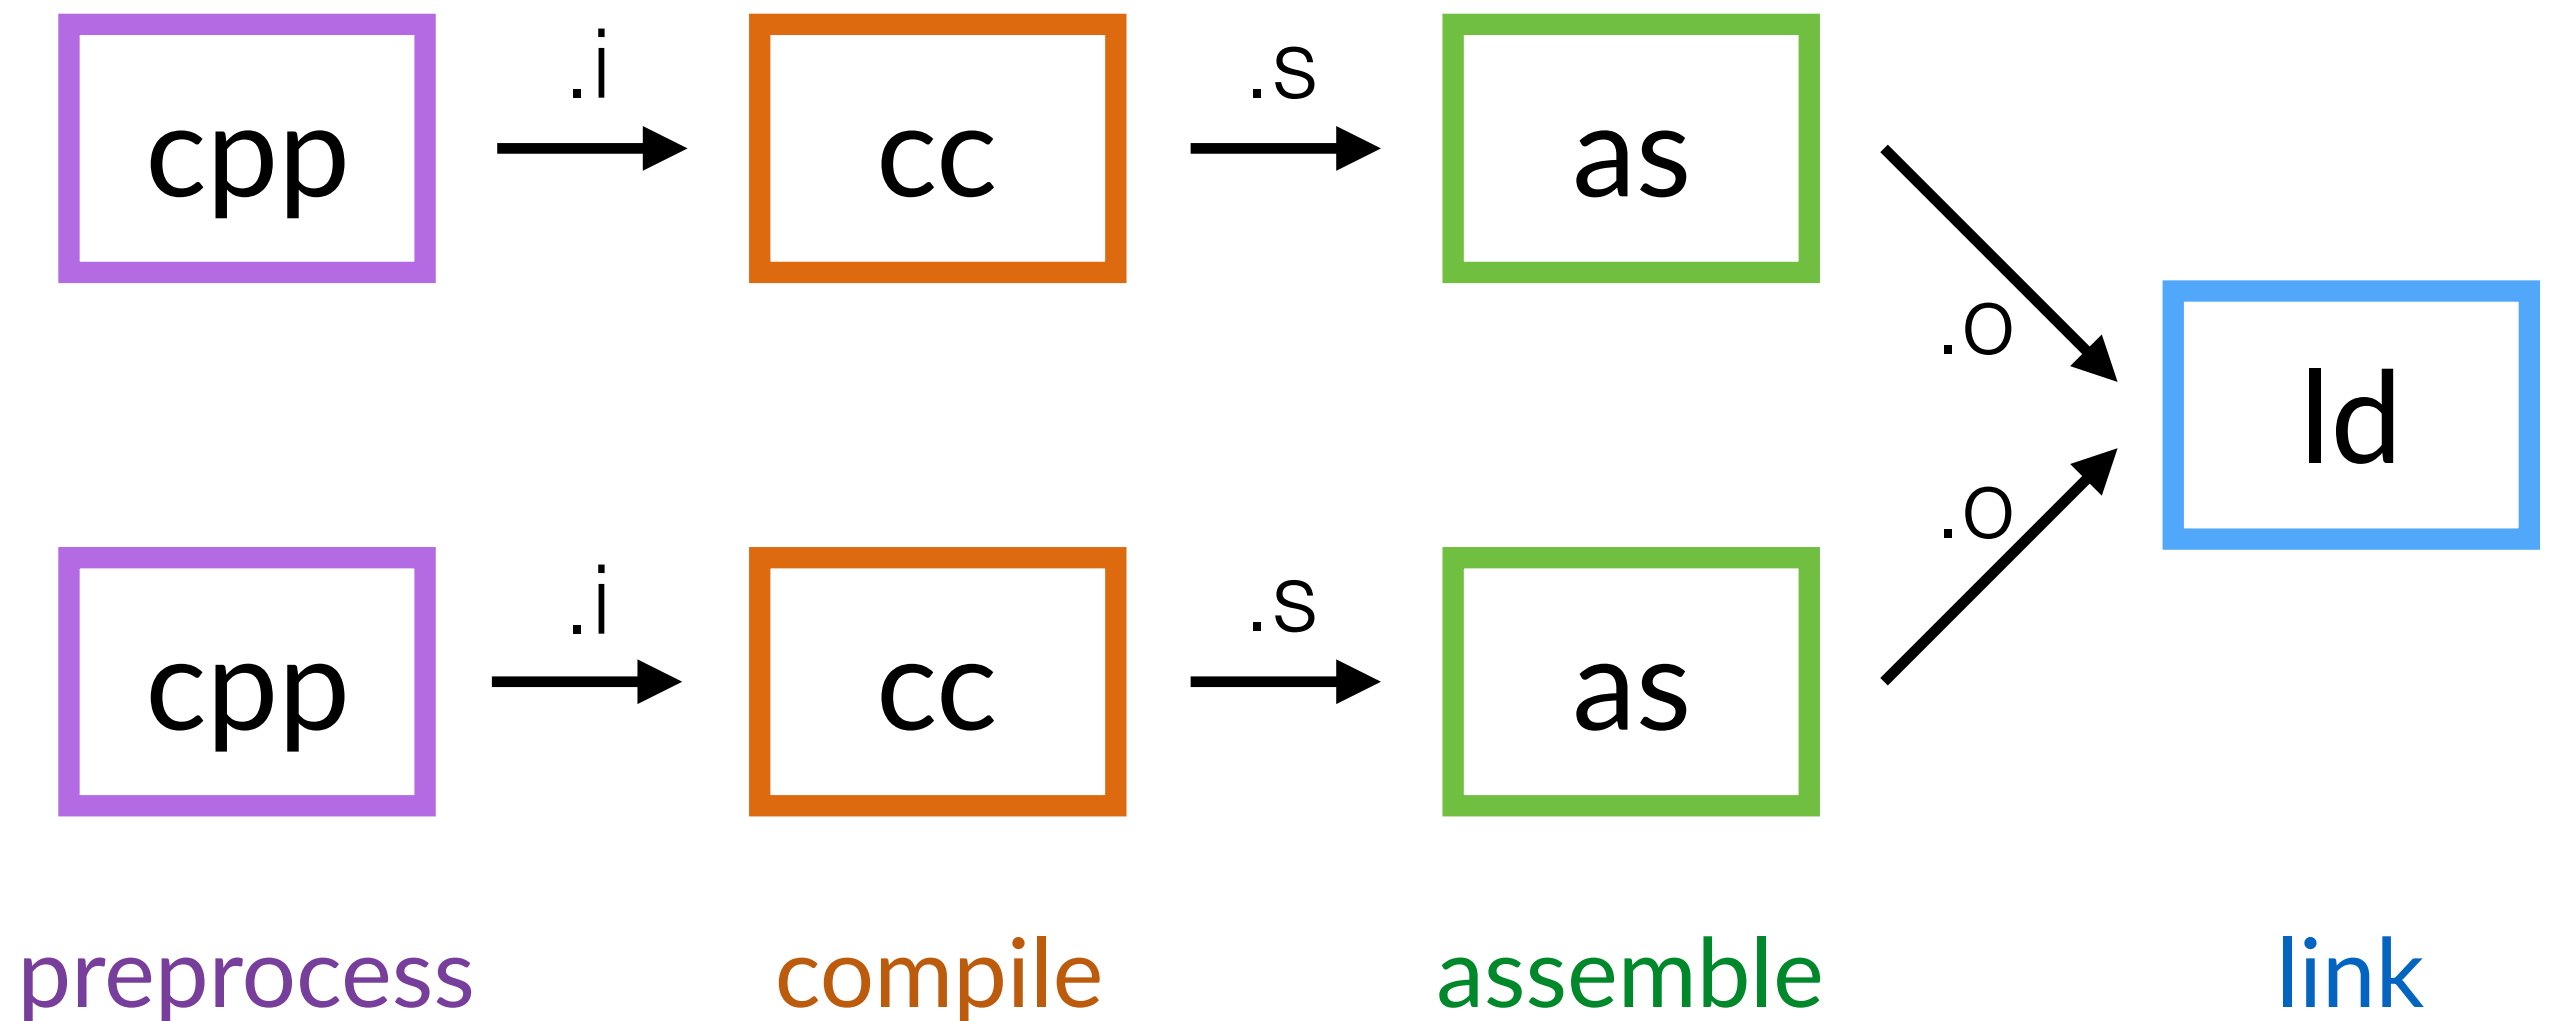 .i
.s
cpp
cc
as
.o
ld
.o
.i
.s
cpp
cc
as
preprocess
compile
assemble
link